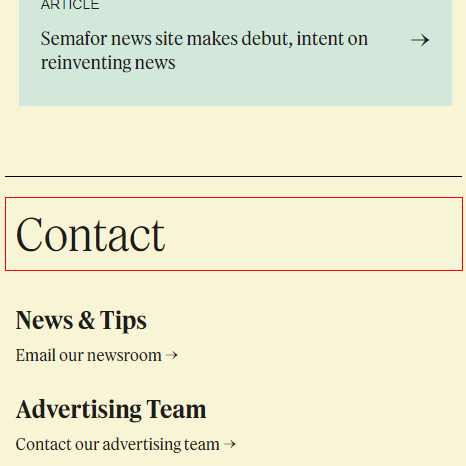 ARTICLE
Semafor news site makes debut, intent on
reinventing news
→
Contact
News & Tips
Email our newsroom →
Advertising Team
Contact our advertising team →